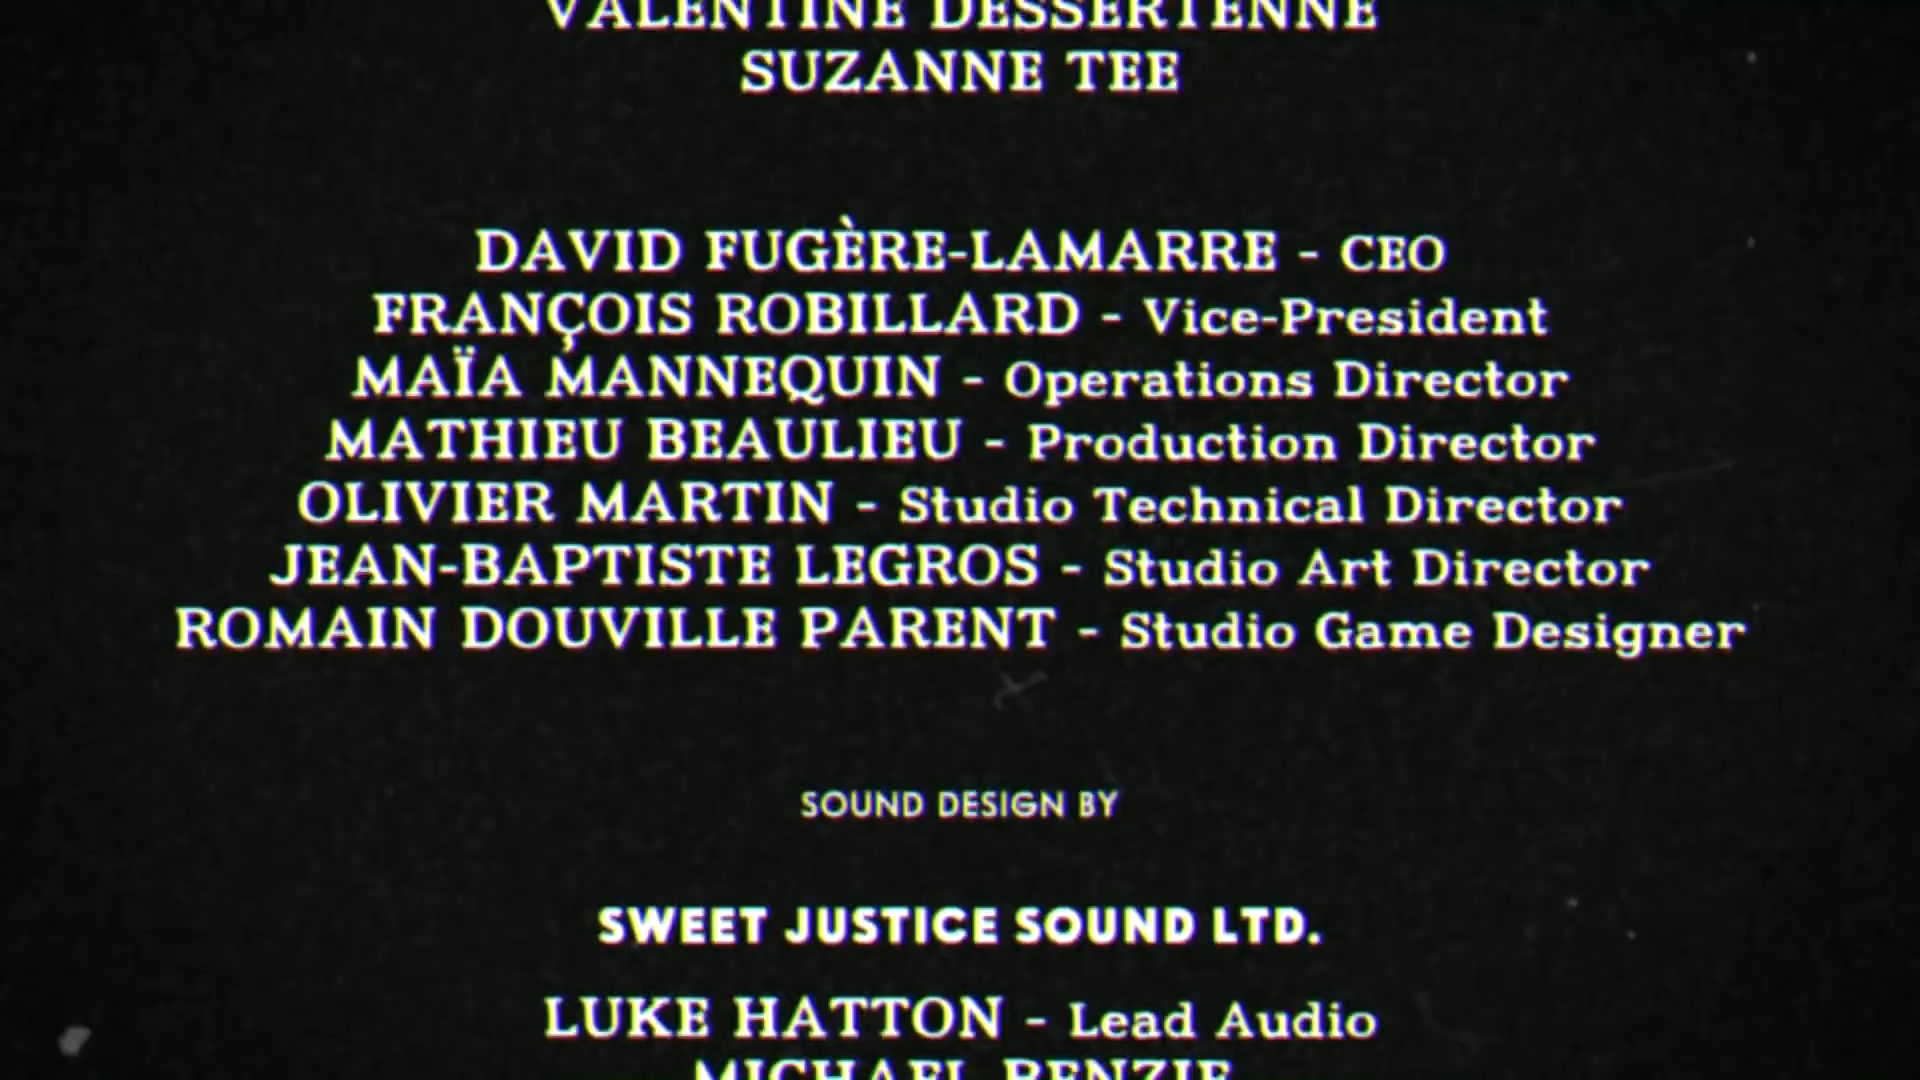 VALENTINE DESSERTENNE
SUZANNE TEE
DAVID FUGÈRE-LAMARRE - CEO
FRANÇOIS ROBILLARD - Vice-President
MAÏA MANNEQUIN - Operations Director
MATHIEU BEAULIEU - Production Director
OLIVIER MARTIN - Studio Technical Director
JEAN-BAPTISTE LEGROS - Studio Art Director
ROMAIN DOUVILLE PARENT - Studio Game Designer
SOUND DESIGN BY
SWEET JUSTICE SOUND LTD.
LUKE HATTON - Lead Audio
MICHAEL BENZIE